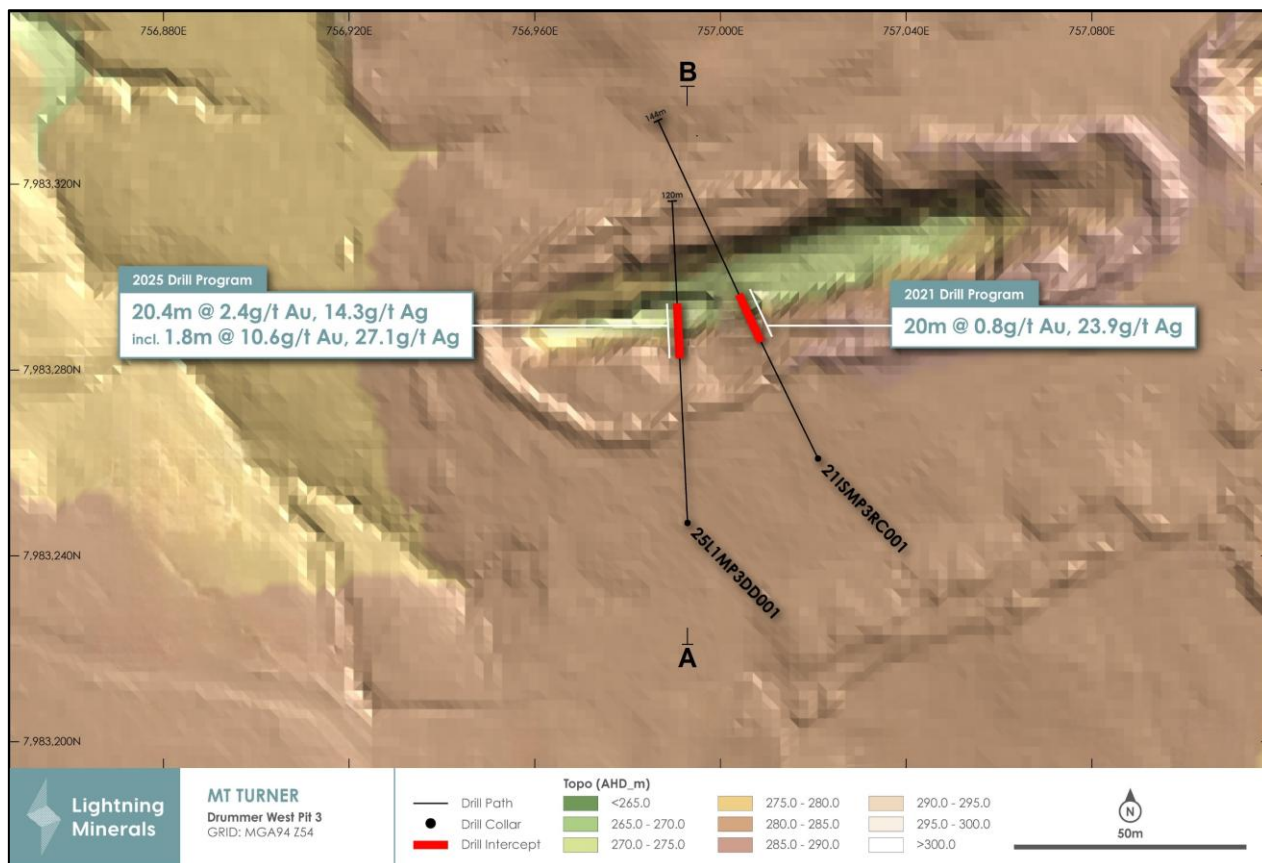 756,880E
756,920E
756,960E
757,000E
757,040E
757,080E
B
144m
7,983,320N
120m
2025 Drill Program
20.4m @ 2.4g/t Au, 14.3g/t Ag
incl. 1.8m @ 10.6g/t Au, 27.1g/t Ag
2021 Drill Program
20m @ 0.8g/t Au, 23.9g/t Ag
7,983,280N
21ISMP3RC001
25L1MP3DD001
7,983,240N
A
7,983,200N
Lightning
Minerals
MT TURNER
Drummer West Pit 3
GRID: MGA94 Z54
Drill Path
Drill Collar
Drill Intercept
Topo (AHD_m)
<265.0
265.0 - 270.0
270.0 - 275.0
275.0 - 280.0
280.0 - 285.0
285.0 - 290.0
290.0 - 295.0
295.0 - 300.0
>300.0
N
50m